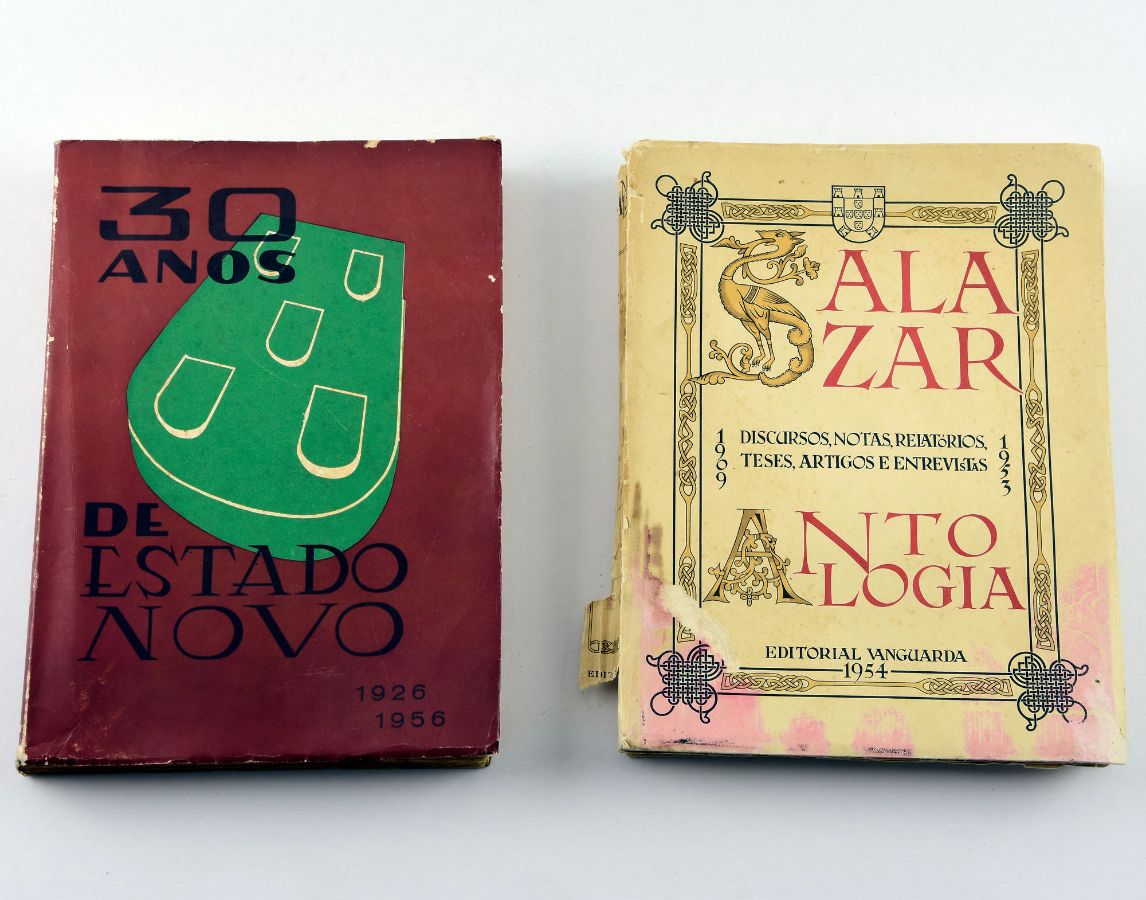 30
ANOS
DE
ESTADO
NOVO
1926
1956
SALA
ZAR
1909
DISCURSOS, NOTAS, RELATÓRIOS,
TESES, ARTIGOS E ENTREVISTAS
1953
ANTO
LOGIA
EDITORIAL VANGUARDA
1954